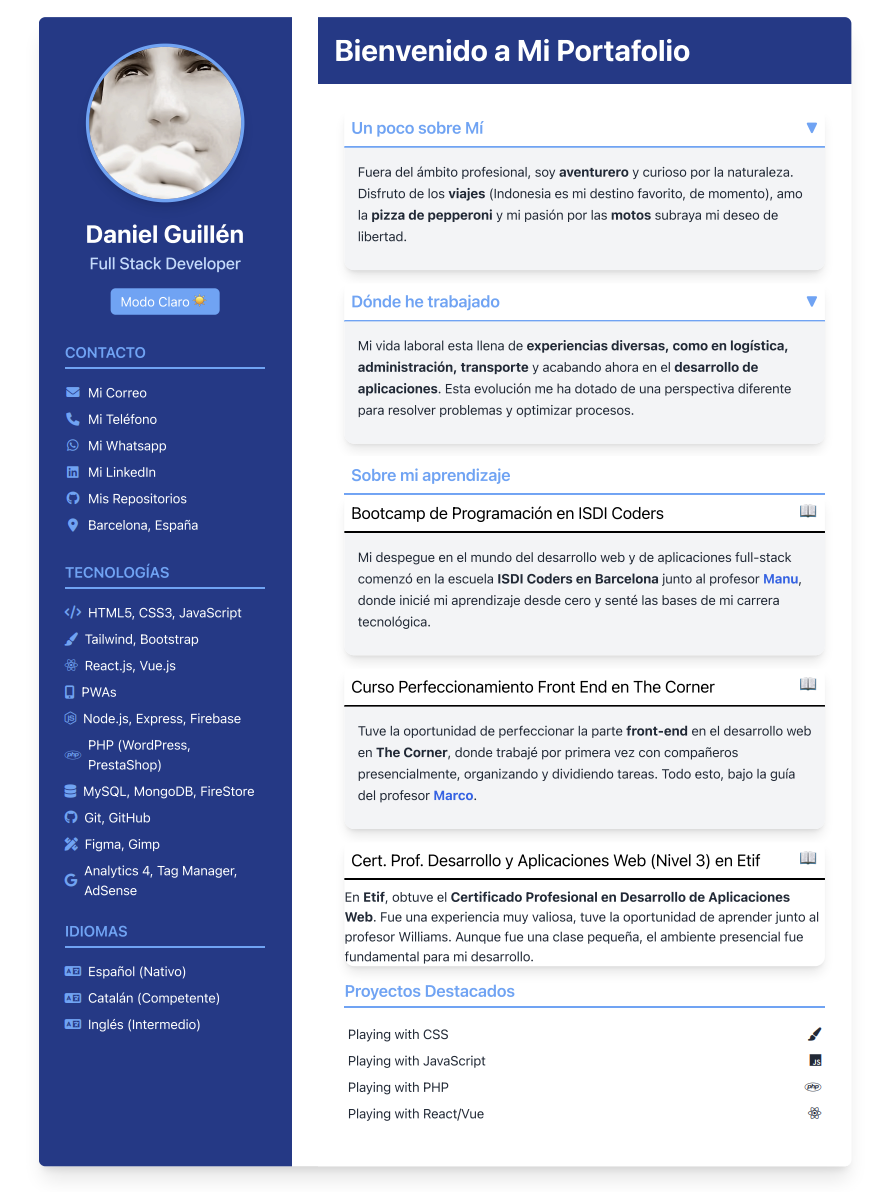 Daniel Guillén
Full Stack Developer
Modo Claro
CONTACTO
Mi Correo
Mi Teléfono
Mi Whatsapp
Mi LinkedIn
Mis Repositorios
Barcelona, España
TECNOLOGÍAS
HTML5, CSS3, JavaScript
Tailwind, Bootstrap
React.js, Vue.js
PWAs
Node.js, Express, Firebase
php
PHP (WordPress,
PrestaShop)
MySQL, MongoDB, FireStore
Git, GitHub
Figma, Gimp
Analytics 4, Tag Manager,
AdSense
IDIOMAS
Español (Nativo)
Catalán (Competente)
Inglés (Intermedio)
Bienvenido a Mi Portafolio
Un poco sobre Mí
Fuera del ámbito profesional, soy aventurero y curioso por la naturaleza.
Disfruto de los viajes (Indonesia es mi destino favorito, de momento), amo
la pizza de pepperoni y mi pasión por las motos subraya mi deseo de
libertad.
Dónde he trabajado
Mi vida laboral esta llena de experiencias diversas, como en logística,
administración, transporte y acabando ahora en el desarrollo de
aplicaciones. Esta evolución me ha dotado de una perspectiva diferente
para resolver problemas y optimizar procesos.
Sobre mi aprendizaje
Bootcamp de Programación en ISDI Coders
Mi despegue en el mundo del desarrollo web y de aplicaciones full-stack
comenzó en la escuela ISDI Coders en Barcelona junto al profesor Manu,
donde inicié mi aprendizaje desde cero y senté las bases de mi carrera
tecnológica.
Curso Perfeccionamiento Front End en The Corner
Tuve la oportunidad de perfeccionar la parte front-end en el desarrollo web
en The Corner, donde trabajé por primera vez con compañeros
presencialmente, organizando y dividiendo tareas. Todo esto, bajo la guía
del profesor Marco.
Cert. Prof. Desarrollo y Aplicaciones Web (Nivel 3) en Etif
En Etif, obtuve el Certificado Profesional en Desarrollo de Aplicaciones
Web. Fue una experiencia muy valiosa, tuve la oportunidad de aprender junto al
profesor Williams. Aunque fue una clase pequeña, el ambiente presencial fue
fundamental para mi desarrollo.
Proyectos Destacados
Playing with CSS
Playing with JavaScript JS
Playing with PHP php
Playing with React/Vue